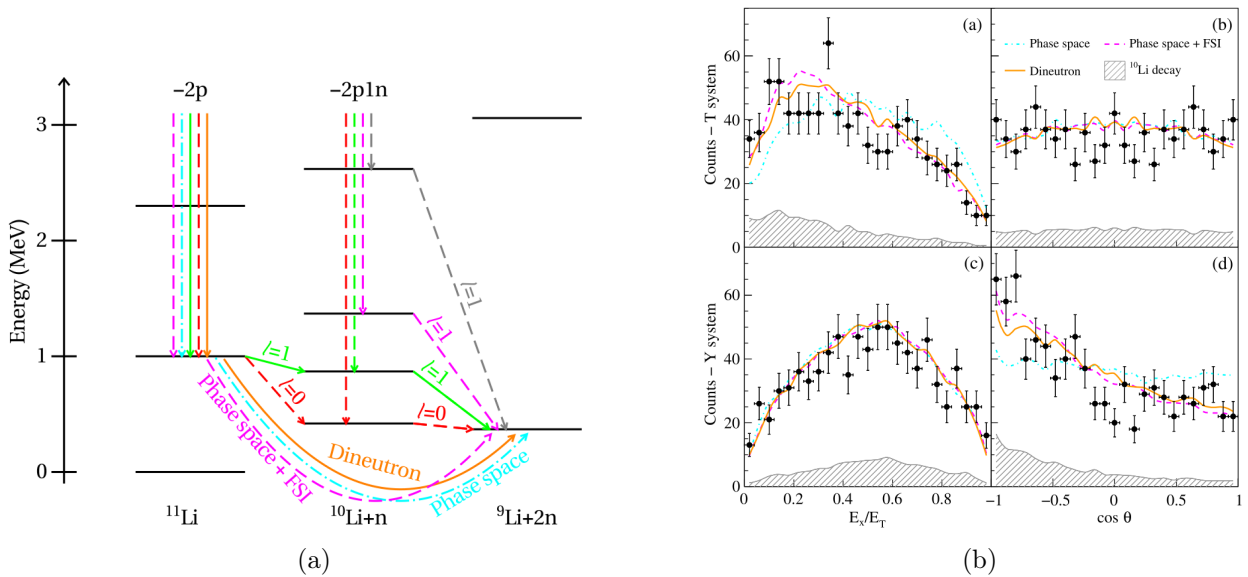 −2p
−2p1n
3
2
1
0
Energy (MeV)
l=1
l=0
l=1
l=1
l=0
l=1
Phase space + FSI
Dineutron
Phase space
¹¹Li
¹⁰Li+n
⁹Li+2n
(a)
(a)
(b)
Phase space
Phase space + FSI
Dineutron
¹⁰Li decay
Counts − T system
60
40
20
0
(c)
(d)
Counts − Y system
60
40
20
0
0.2
0.4
0.6
0.8
−1
−0.5
0
0.5
1
Eₓ/E_T
cos θ
(b)